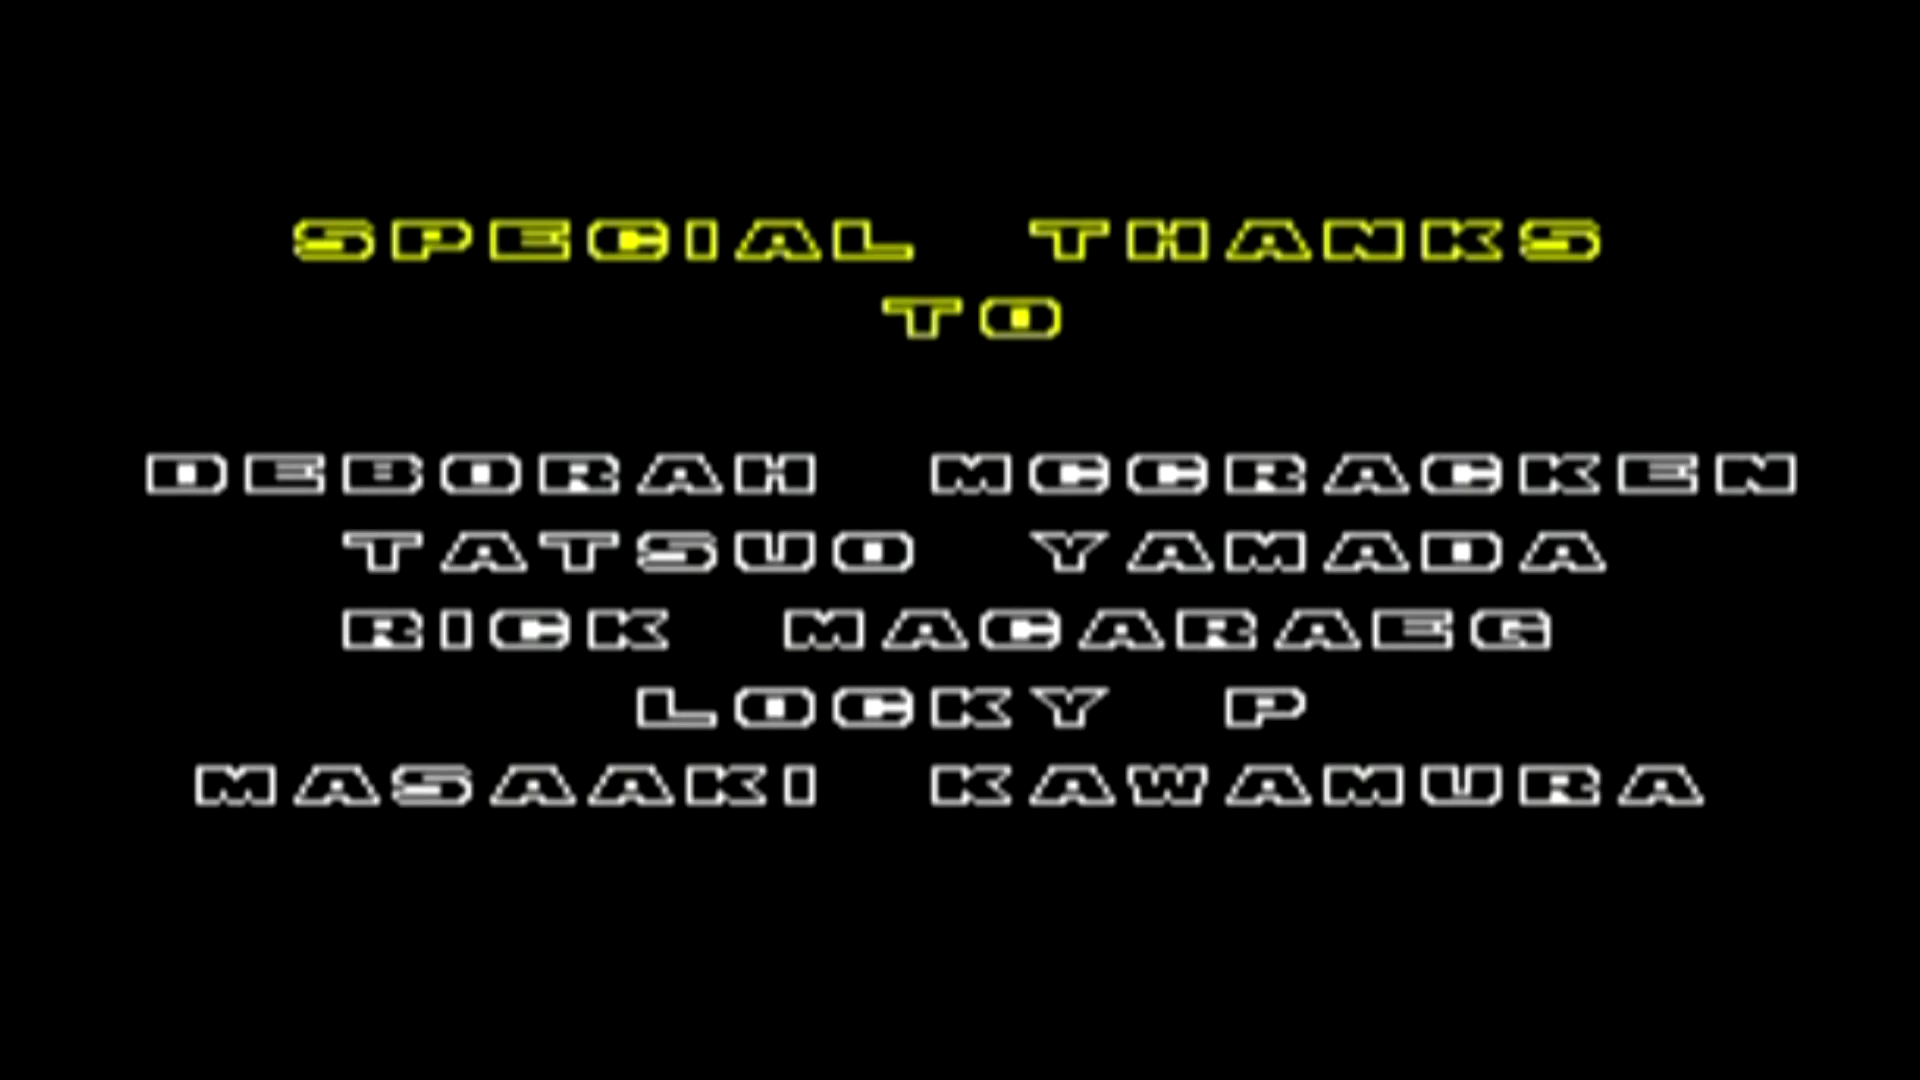 SPECIAL THANKS
TO
DEBORAH MCCRACKEN
TATSUO YAMADA
RICK MACARAEG
LOCKY P
MASAAKI KAWAMURA